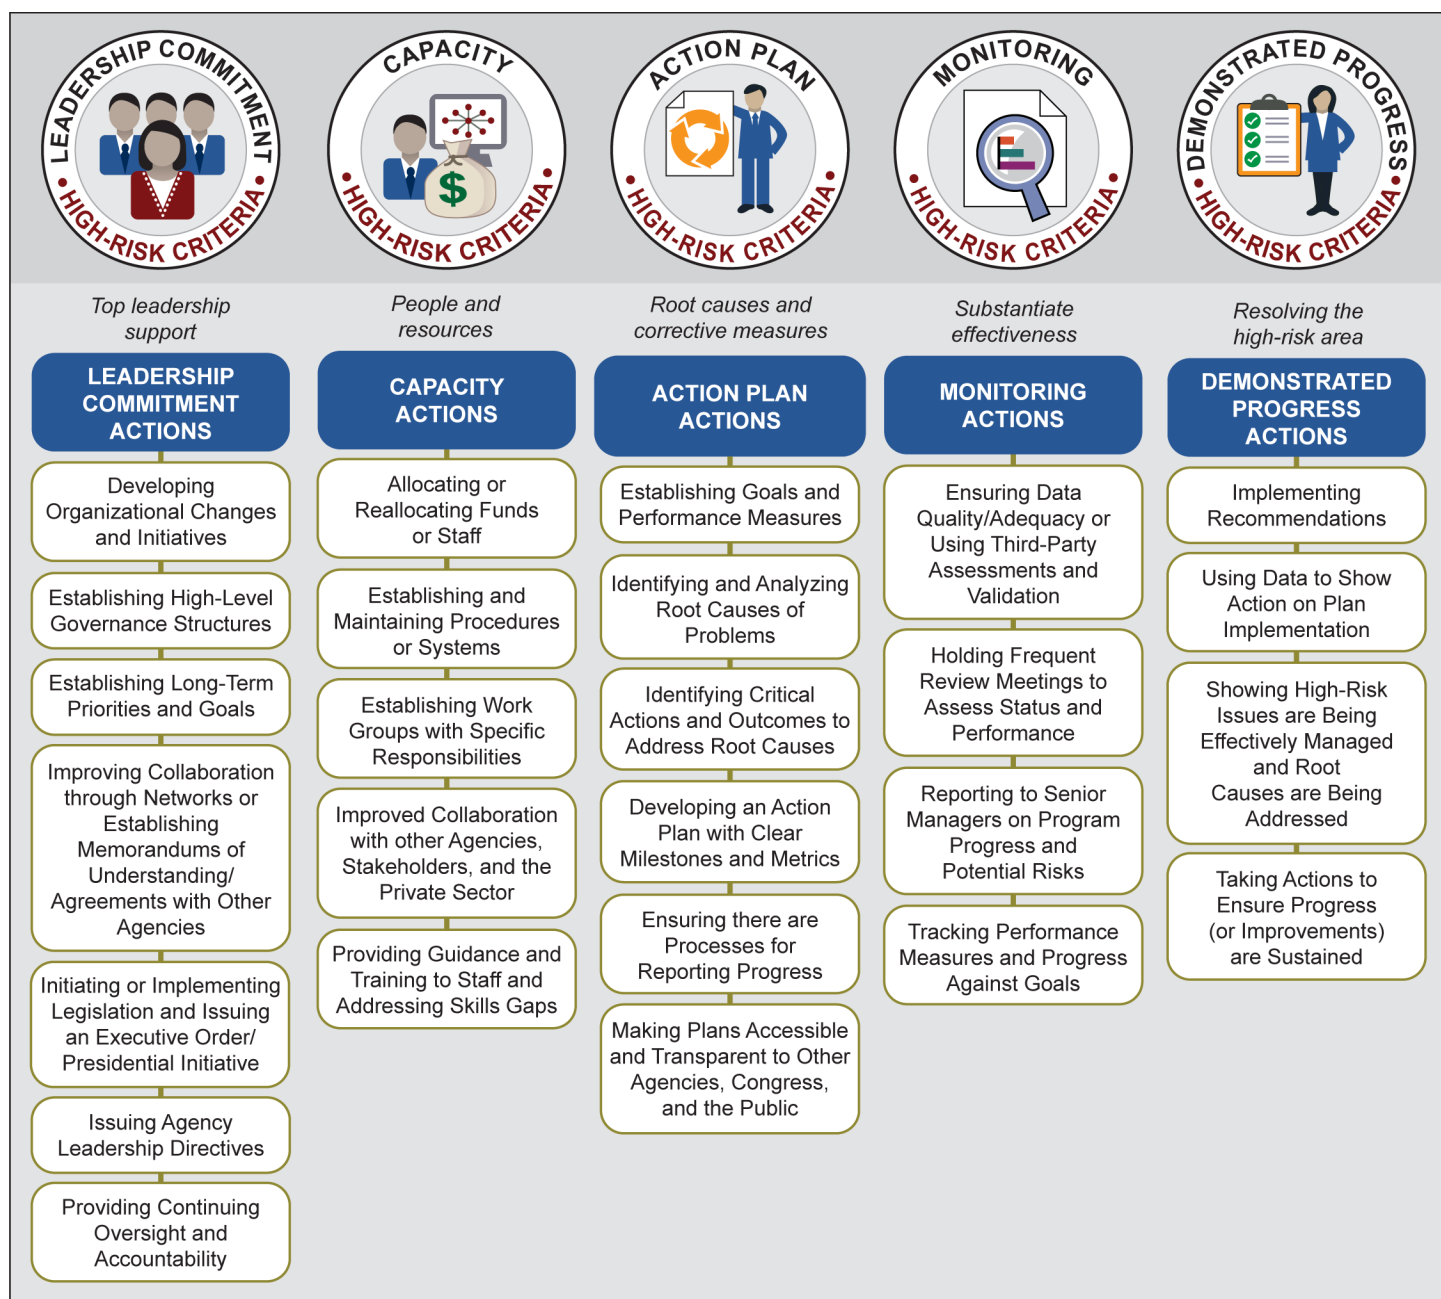 LEADERSHIP COMMITMENT
• HIGH-RISK CRITERIA •
CAPACITY
• HIGH-RISK CRITERIA •
$
ACTION PLAN
• HIGH-RISK CRITERIA •
MONITORING
• HIGH-RISK CRITERIA •
DEMONSTRATED PROGRESS
• HIGH-RISK CRITERIA •
Top leadership
support
LEADERSHIP
COMMITMENT
ACTIONS
Developing
Organizational Changes
and Initiatives
Establishing High-Level
Governance Structures
Establishing Long-Term
Priorities and Goals
Improving Collaboration
through Networks or
Establishing
Memorandums of
Understanding/
Agreements with Other
Agencies
Initiating or Implementing
Legislation and Issuing
an Executive Order/
Presidential Initiative
Issuing Agency
Leadership Directives
Providing Continuing
Oversight and
Accountability
People and
resources
CAPACITY
ACTIONS
Allocating or
Reallocating Funds
or Staff
Establishing and
Maintaining Procedures
or Systems
Establishing Work
Groups with Specific
Responsibilities
Improved Collaboration
with other Agencies,
Stakeholders, and the
Private Sector
Providing Guidance and
Training to Staff and
Addressing Skills Gaps
Root causes and
corrective measures
ACTION PLAN
ACTIONS
Establishing Goals and
Performance Measures
Identifying and Analyzing
Root Causes of
Problems
Identifying Critical
Actions and Outcomes to
Address Root Causes
Developing an Action
Plan with Clear
Milestones and Metrics
Ensuring there are
Processes for
Reporting Progress
Making Plans Accessible
and Transparent to Other
Agencies, Congress,
and the Public
Substantiate
effectiveness
MONITORING
ACTIONS
Ensuring Data
Quality/Adequacy or
Using Third-Party
Assessments and
Validation
Holding Frequent
Review Meetings to
Assess Status and
Performance
Reporting to Senior
Managers on Program
Progress and
Potential Risks
Tracking Performance
Measures and Progress
Against Goals
Resolving the
high-risk area
DEMONSTRATED
PROGRESS
ACTIONS
Implementing
Recommendations
Using Data to Show
Action on Plan
Implementation
Showing High-Risk
Issues are Being
Effectively Managed
and Root
Causes are Being
Addressed
Taking Actions to
Ensure Progress
(or Improvements)
are Sustained